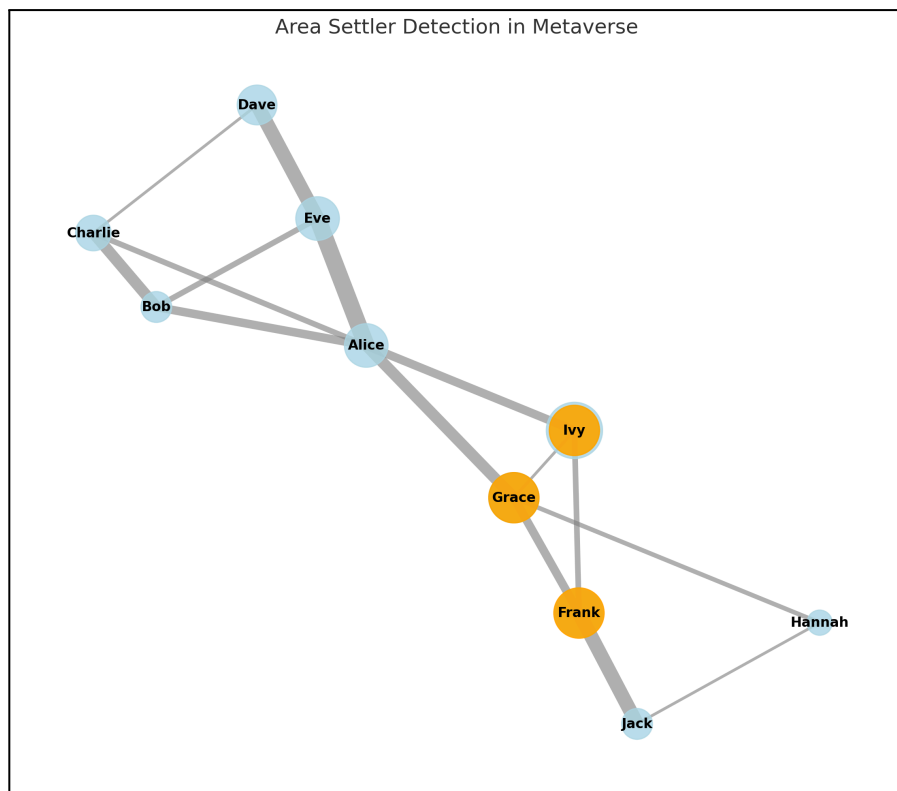 Area Settler Detection in Metaverse
Dave
Eve
Charlie
Bob
Alice
Ivy
Grace
Frank
Hannah
Jack